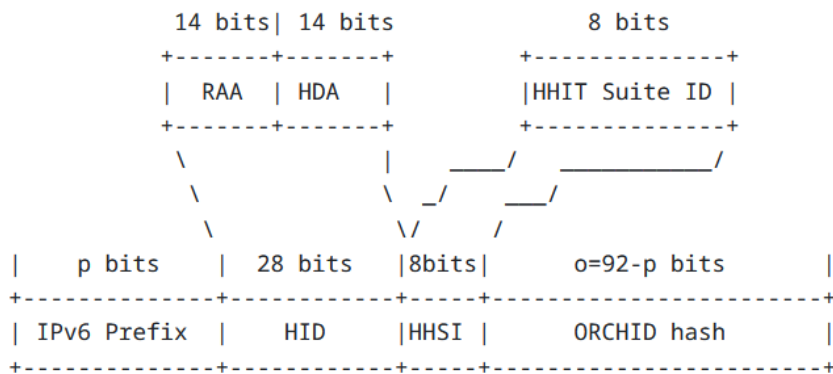 14 bits| 14 bits             8 bits
+-------+-------+         +--------------+
|  RAA  | HDA   |         |HHIT Suite ID |
+-------+-------+         +--------------+
\             |    ____/   ___________/
\             \  _/    ___/
\             \/     /
|    p bits    |  28 bits   |8bits|      o=92-p bits       |
+--------------+------------+-----+------------------------+
| IPv6 Prefix  |    HID     |HHSI |      ORCHID hash       |
+--------------+------------+-----+------------------------+